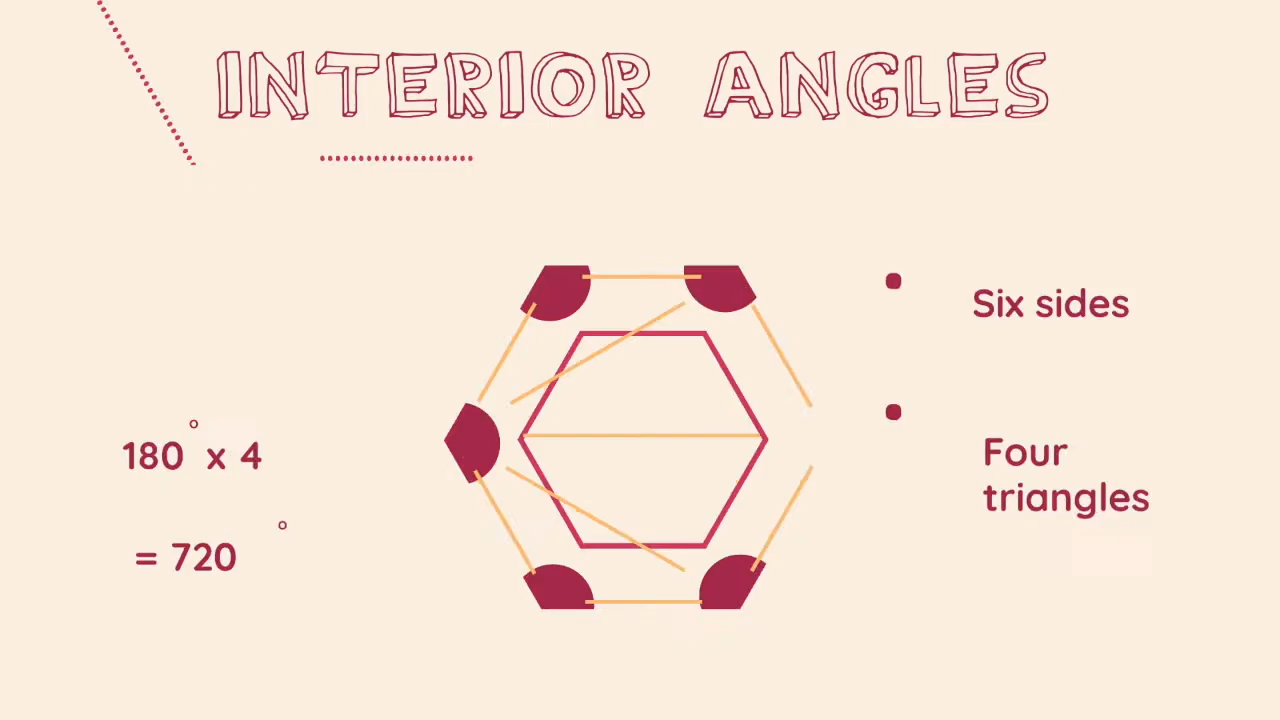 INTERIOR ANGLES
Six sides
180° x 4
Four
triangles
= 720°